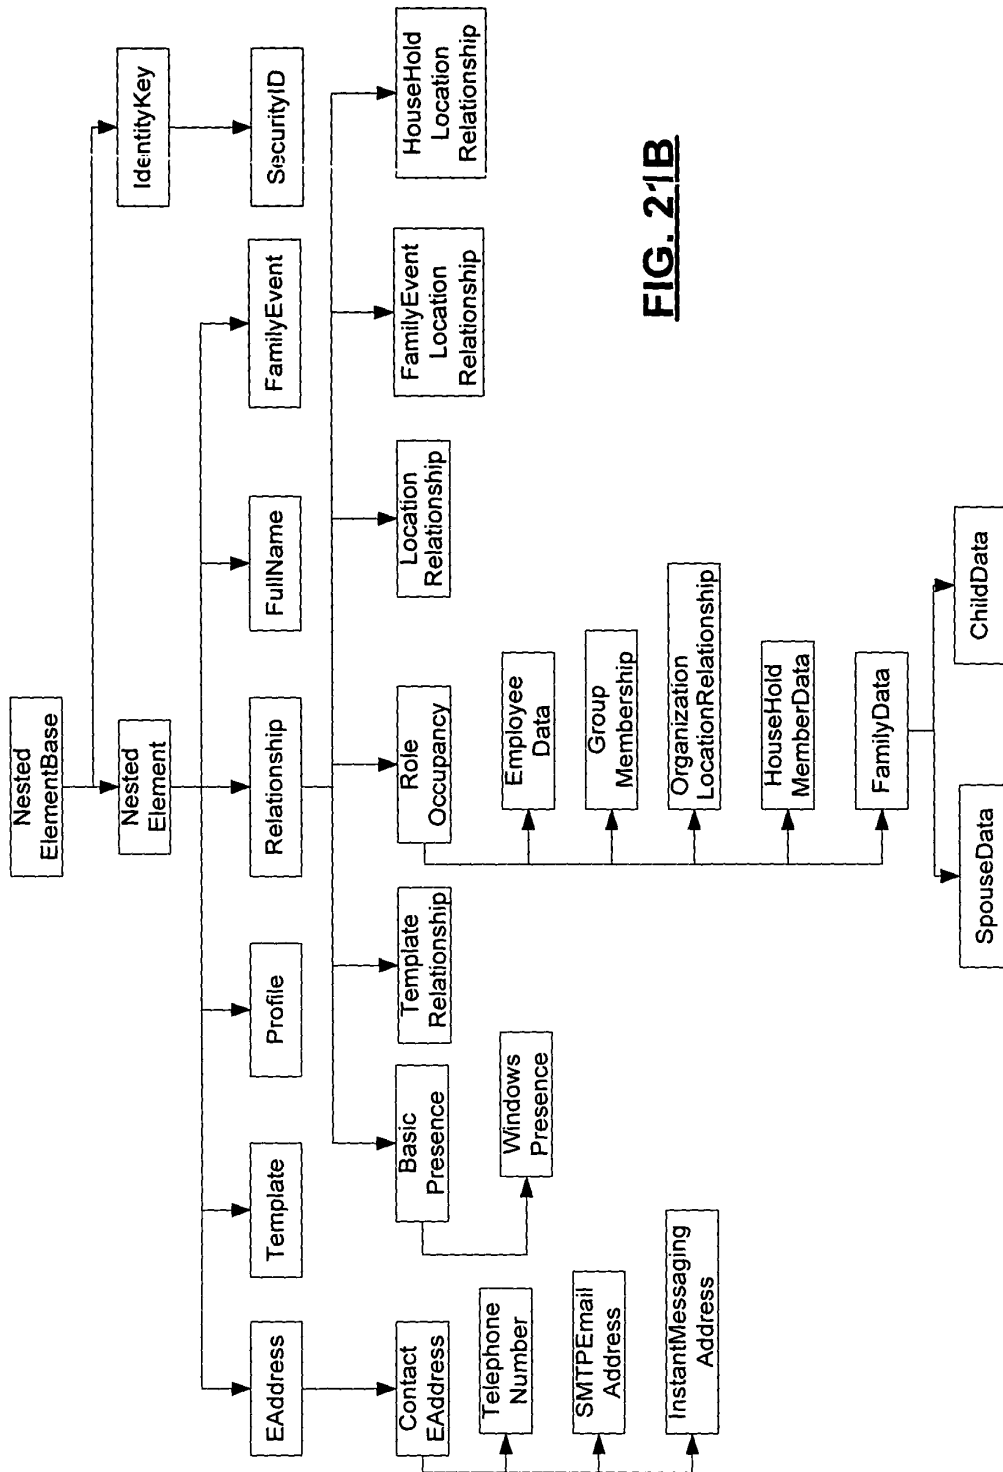 Nested
ElementBase
Nested
Element
IdentityKey
EAddress
Template
Profile
Relationship
FullName
FamilyEvent
SecurityID
Contact
EAddress
Basic
Presence
Template
Relationship
Role
Occupancy
Location
Relationship
FamilyEvent
Location
Relationship
HouseHold
Location
Relationship
Telephone
Number
SMTPEmail
Address
InstantMessaging
Address
Windows
Presence
Employee
Data
Group
Membership
Organization
LocationRelationship
HouseHold
MemberData
FamilyData
SpouseData
ChildData
FIG. 21B